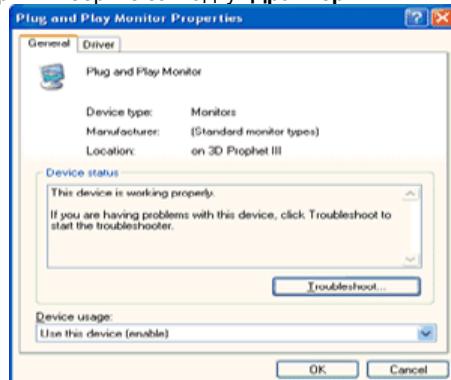 Plug and Play Monitor Properties
General Driver
Plug and Play Monitor
Device type: Monitors
Manufacturer: (Standard monitor types)
Location: on 3D Prophet III
Device status
This device is working properly.
If you are having problems with this device, click Troubleshoot to
start the troubleshooter.
Troubleshoot...
Device usage:
Use this device (enable)
OK Cancel